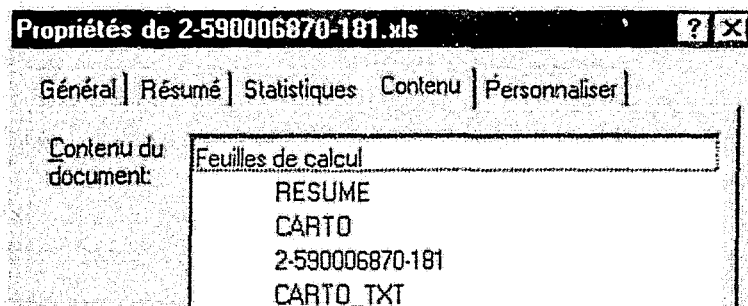 Propriétés de 2-590006870-181.xls ? X
Général Résumé Statistiques Contenu Personnaliser
Contenu du document:
Feuilles de calcul
RESUME
CARTO
2-590006870-181
CARTO_TXT